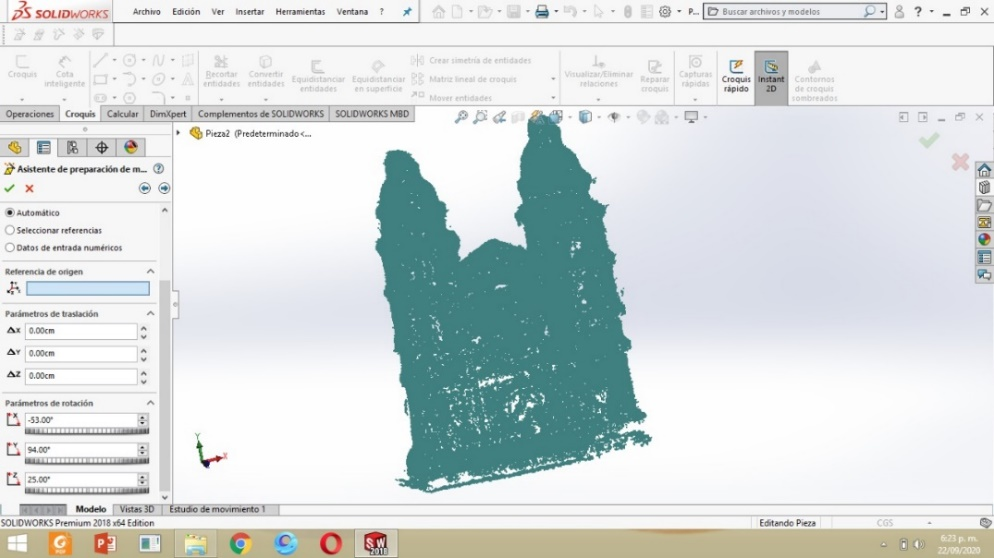 SOLIDWORKS Archivo Edición Ver Insertar Herramientas Ventana ? P... Buscar archivos y modelos ?
Croquis Cota inteligente Recortar entidades Convertir entidades Equidistanciar entidades Equidistanciar en superficie Crear simetría de entidades Visualizar/Eliminar relaciones Reparar croquis Capturas rápidas Croquis rápido Instant 2D Contornos de croquis sombreados
Matriz lineal de croquis
Mover entidades
Operaciones Croquis Calcular DimXpert Complementos de SOLIDWORKS SOLIDWORKS MBD
Pieza2 (Predeterminado<...
Asistente de preparación de m... ?
Automático
Seleccionar referencias
Datos de entrada numéricos
Referencia de origen
Parámetros de traslación
ΔX 0.00cm
ΔY 0.00cm
ΔZ 0.00cm
Parámetros de rotación
X -53.00°
Y 94.00°
Z 25.00°
Y
X
Modelo Vistas 3D Estudio de movimiento 1
SOLIDWORKS Premium 2018 x64 Edition Editando Pieza CGS
SW 2018
6:23 p. m.
22/09/2020